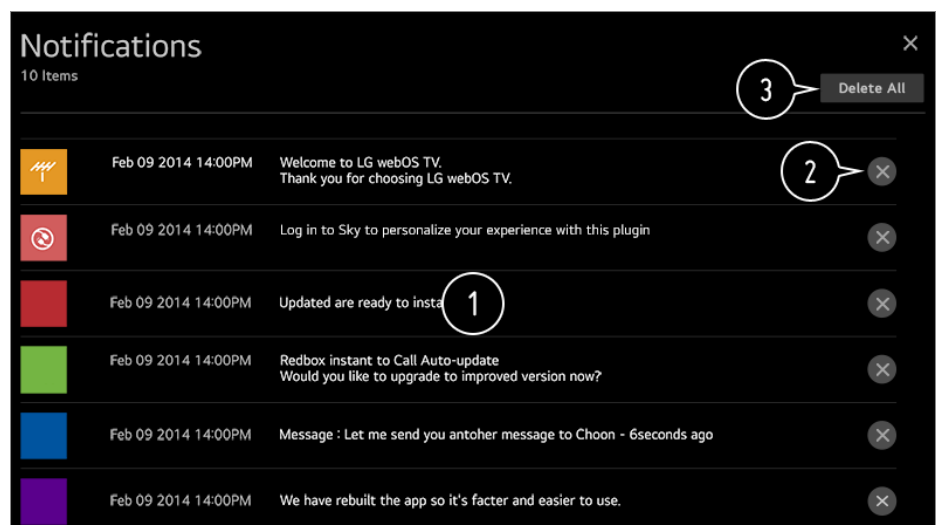 Notifications
10 Items
3
Delete All
Feb 09 2014 14:00PM
Welcome to LG webOS TV.
Thank you for choosing LG webOS TV.
2
Feb 09 2014 14:00PM
Log in to Sky to personalize your experience with this plugin
Feb 09 2014 14:00PM
Updated are ready to insta
1
Feb 09 2014 14:00PM
Redbox instant to Call Auto-update
Would you like to upgrade to improved version now?
Feb 09 2014 14:00PM
Message : Let me send you antoher message to Choon - 6seconds ago
Feb 09 2014 14:00PM
We have rebuilt the app so it's facter and easier to use.